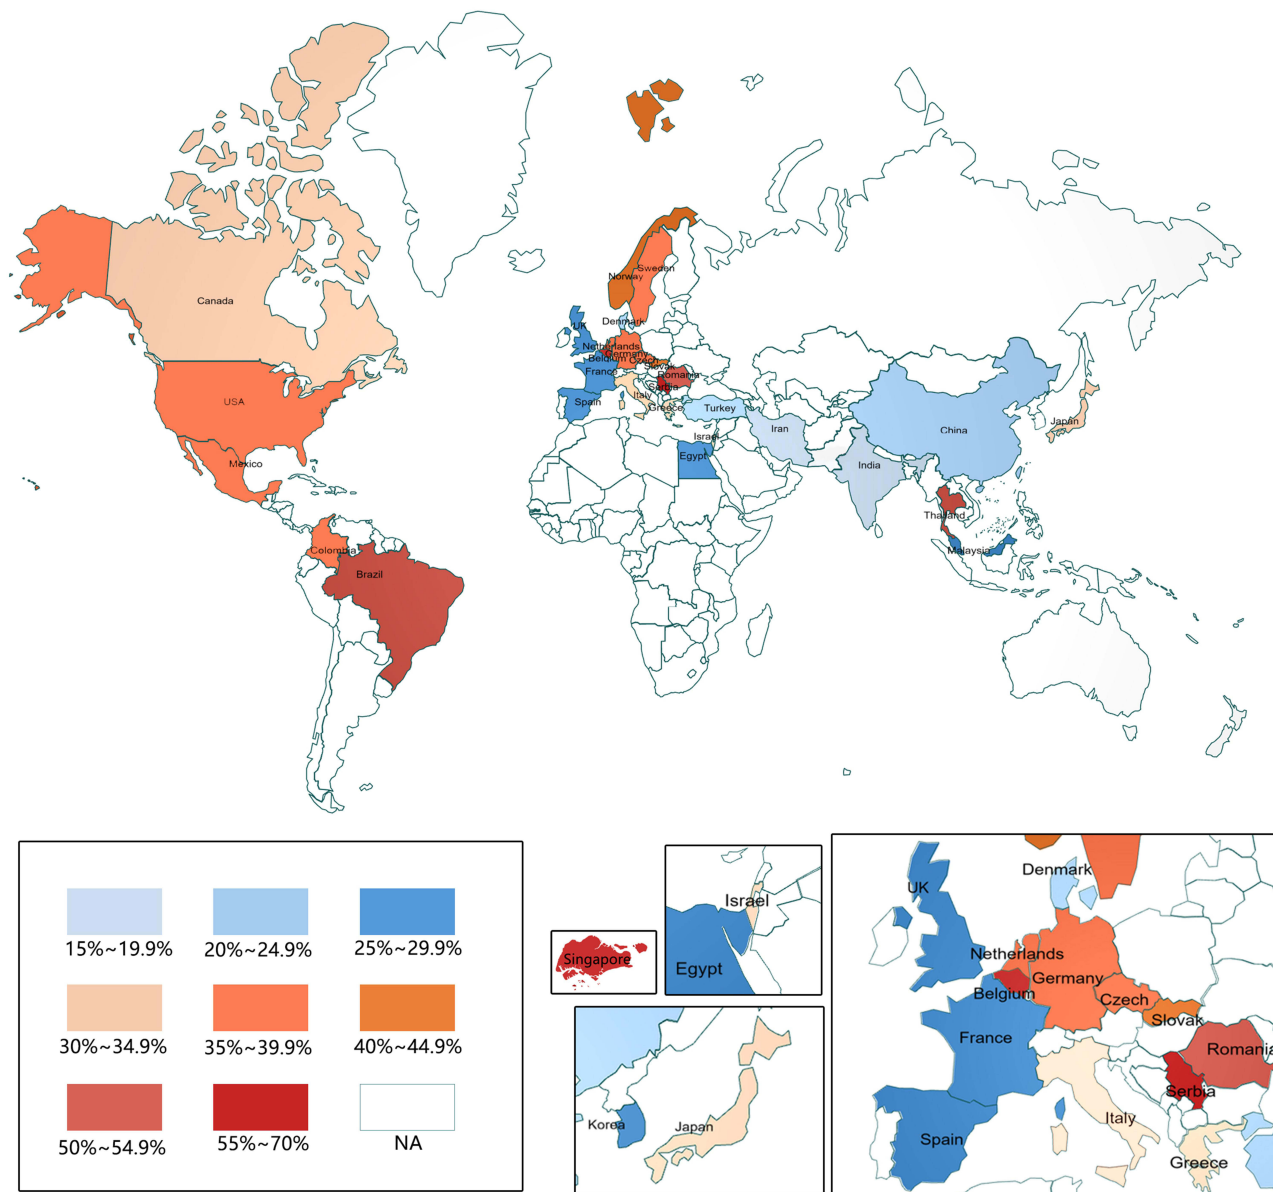 Canada
USA
Mexico
Colombia
Brazil
Norway
Sweden
Denmark
UK
Netherlands
Germany
Belgium
Czech
Slovak
France
Romania
Serbia
Italy
Spain
Greece
Turkey
Israel
Egypt
Iran
India
China
Japan
Thailand
Malaysia
15%~19.9%
20%~24.9%
25%~29.9%
30%~34.9%
35%~39.9%
40%~44.9%
50%~54.9%
55%~70%
NA
Singapore
Israel
Egypt
Korea
Japan
UK
Denmark
Netherlands
Germany
Belgium
Czech
Slovak
France
Romania
Serbia
Italy
Spain
Greece